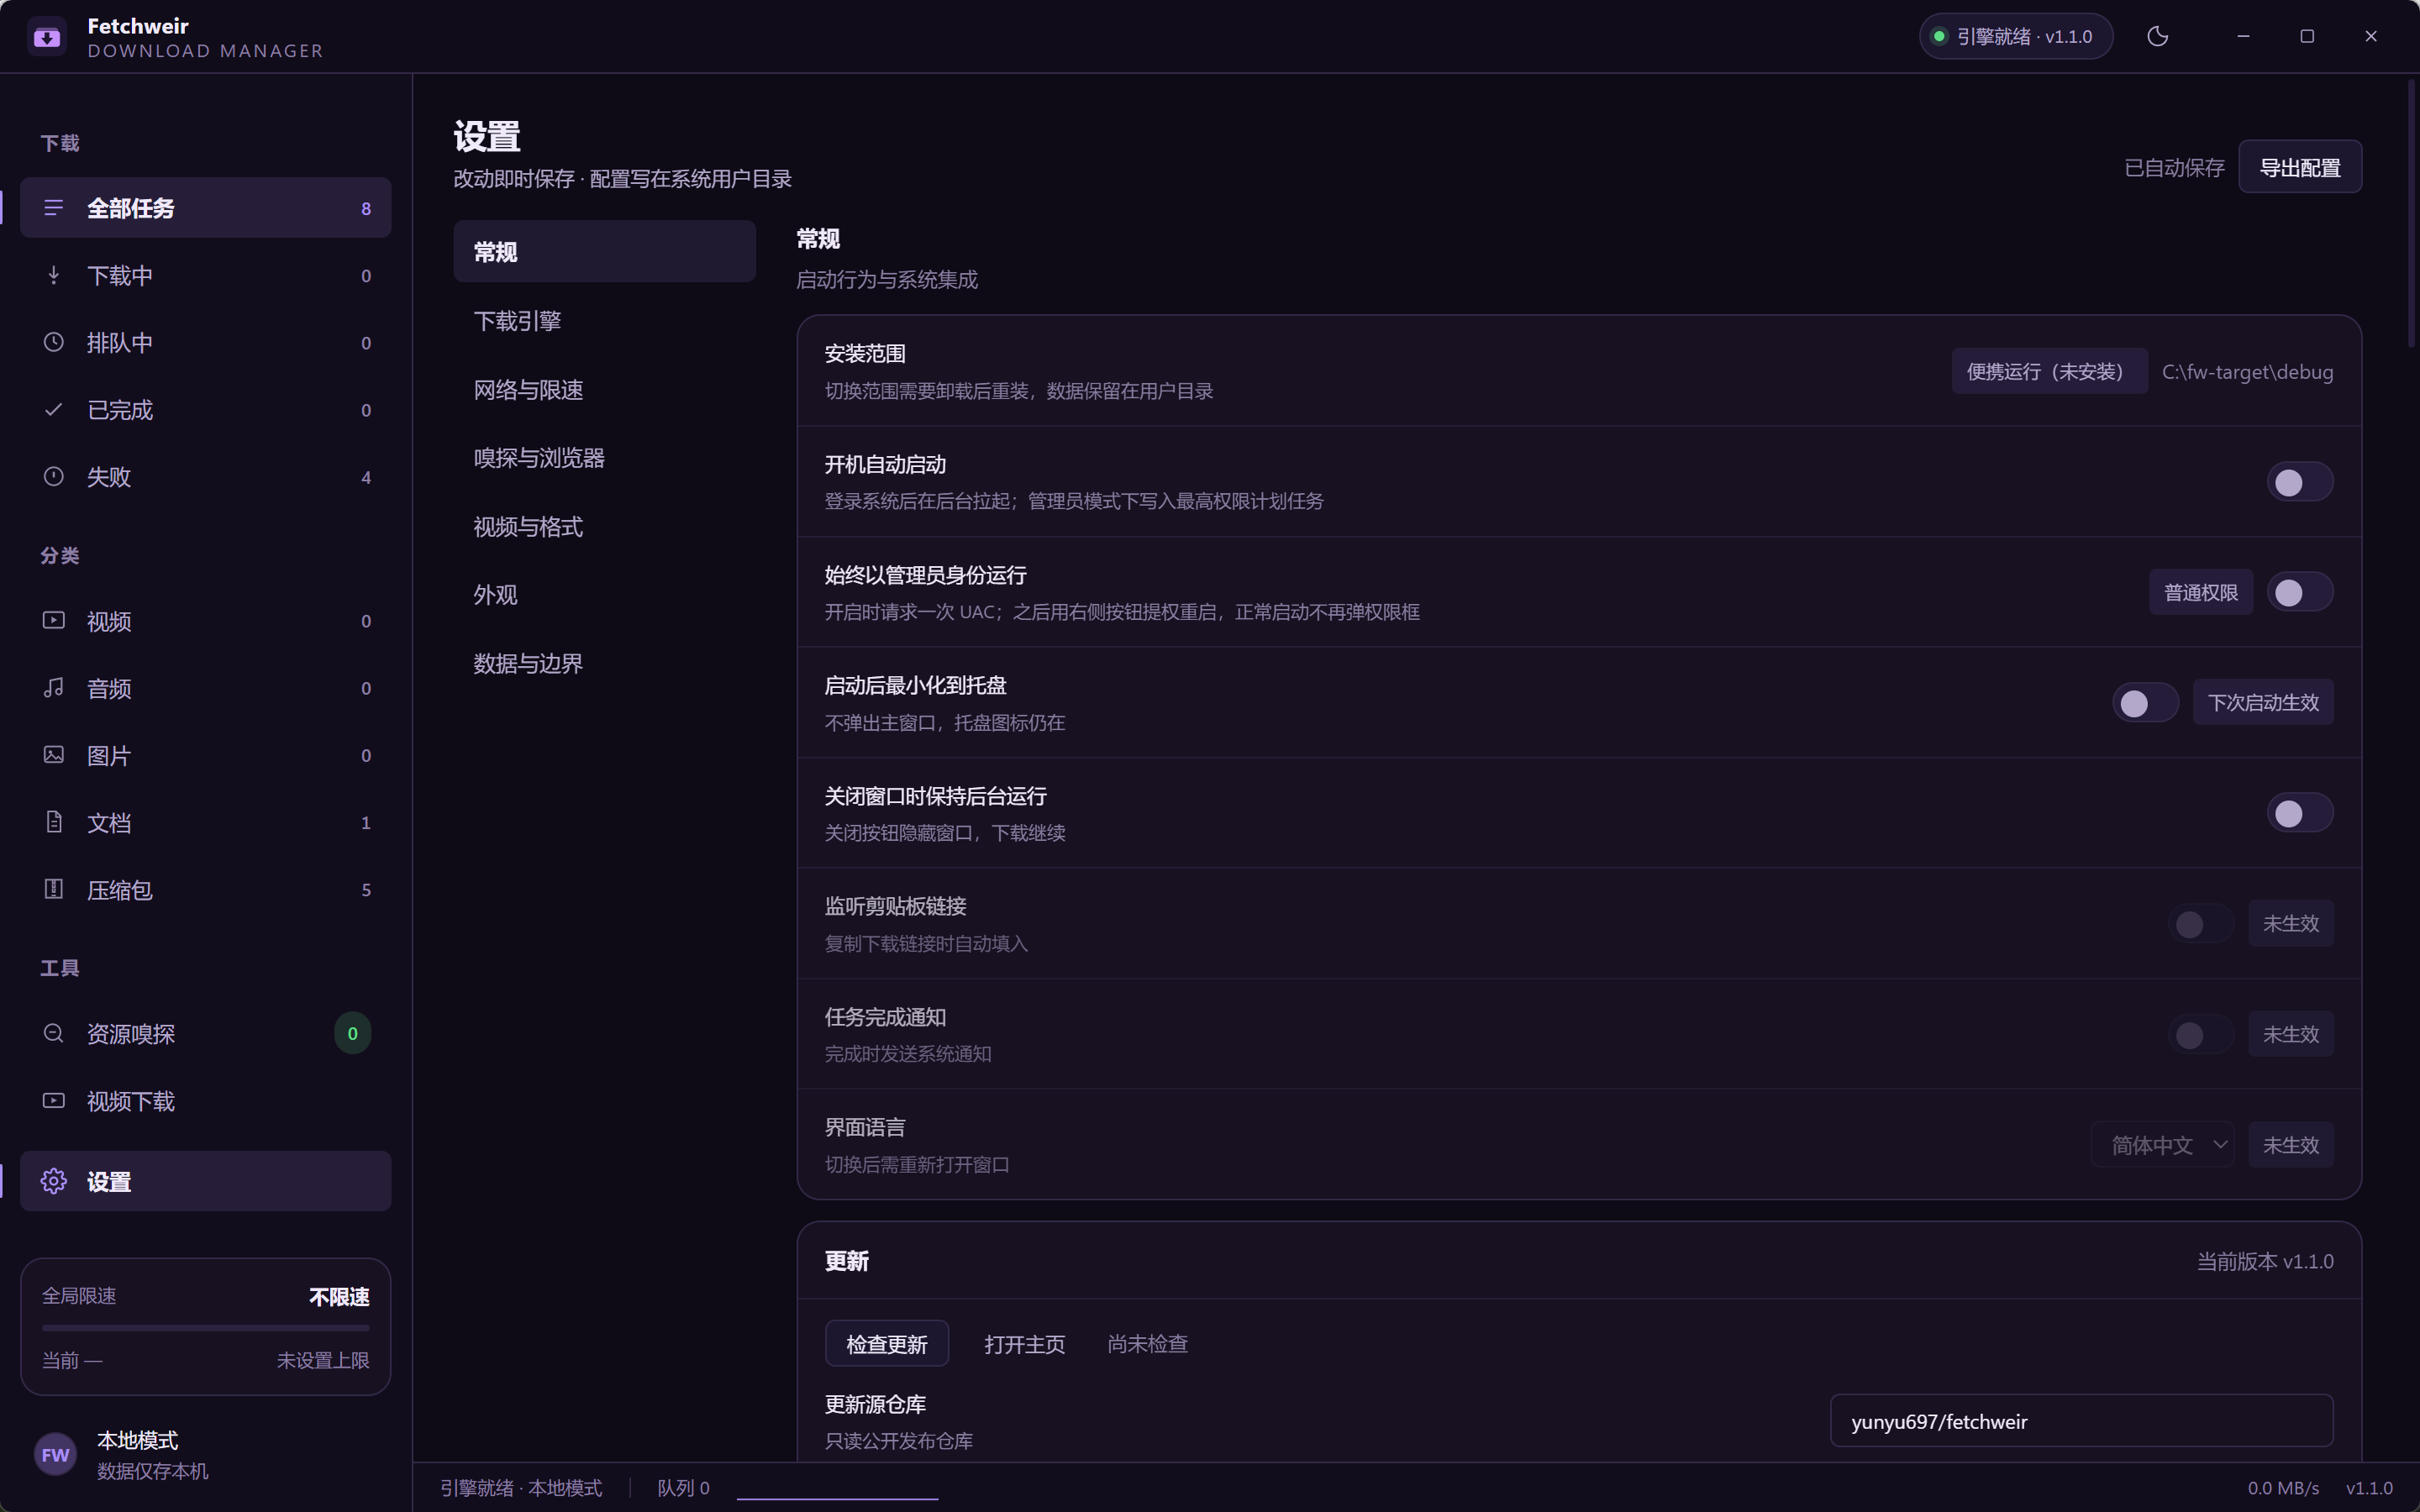 Fetchweir
DOWNLOAD MANAGER
引擎就绪 · v1.1.0
下载
全部任务 8
下载中 0
排队中 0
已完成 0
失败 4
分类
视频 0
音频 0
图片 0
文档 1
压缩包 5
工具
资源嗅探 0
视频下载
设置
全局限速 不限速
当前 — 未设置上限
FW
本地模式
数据仅存本机
设置
改动即时保存 · 配置写在系统用户目录
已自动保存 导出配置
常规
下载引擎
网络与限速
嗅探与浏览器
视频与格式
外观
数据与边界
常规
启动行为与系统集成
安装范围
切换范围需要卸载后重装，数据保留在用户目录
便携运行（未安装） C:\fw-target\debug
开机自动启动
登录系统后在后台拉起；管理员模式下写入最高权限计划任务
始终以管理员身份运行
开启时请求一次 UAC；之后用右侧按钮提权重启，正常启动不再弹权限框
普通权限
启动后最小化到托盘
不弹出主窗口，托盘图标仍在
下次启动生效
关闭窗口时保持后台运行
关闭按钮隐藏窗口，下载继续
监听剪贴板链接
复制下载链接时自动填入
未生效
任务完成通知
完成时发送系统通知
未生效
界面语言
切换后需重新打开窗口
简体中文 未生效
更新 当前版本 v1.1.0
检查更新 打开主页 尚未检查
更新源仓库
只读公开发布仓库
yunyu697/fetchweir
引擎就绪 · 本地模式 队列 0 0.0 MB/s v1.1.0